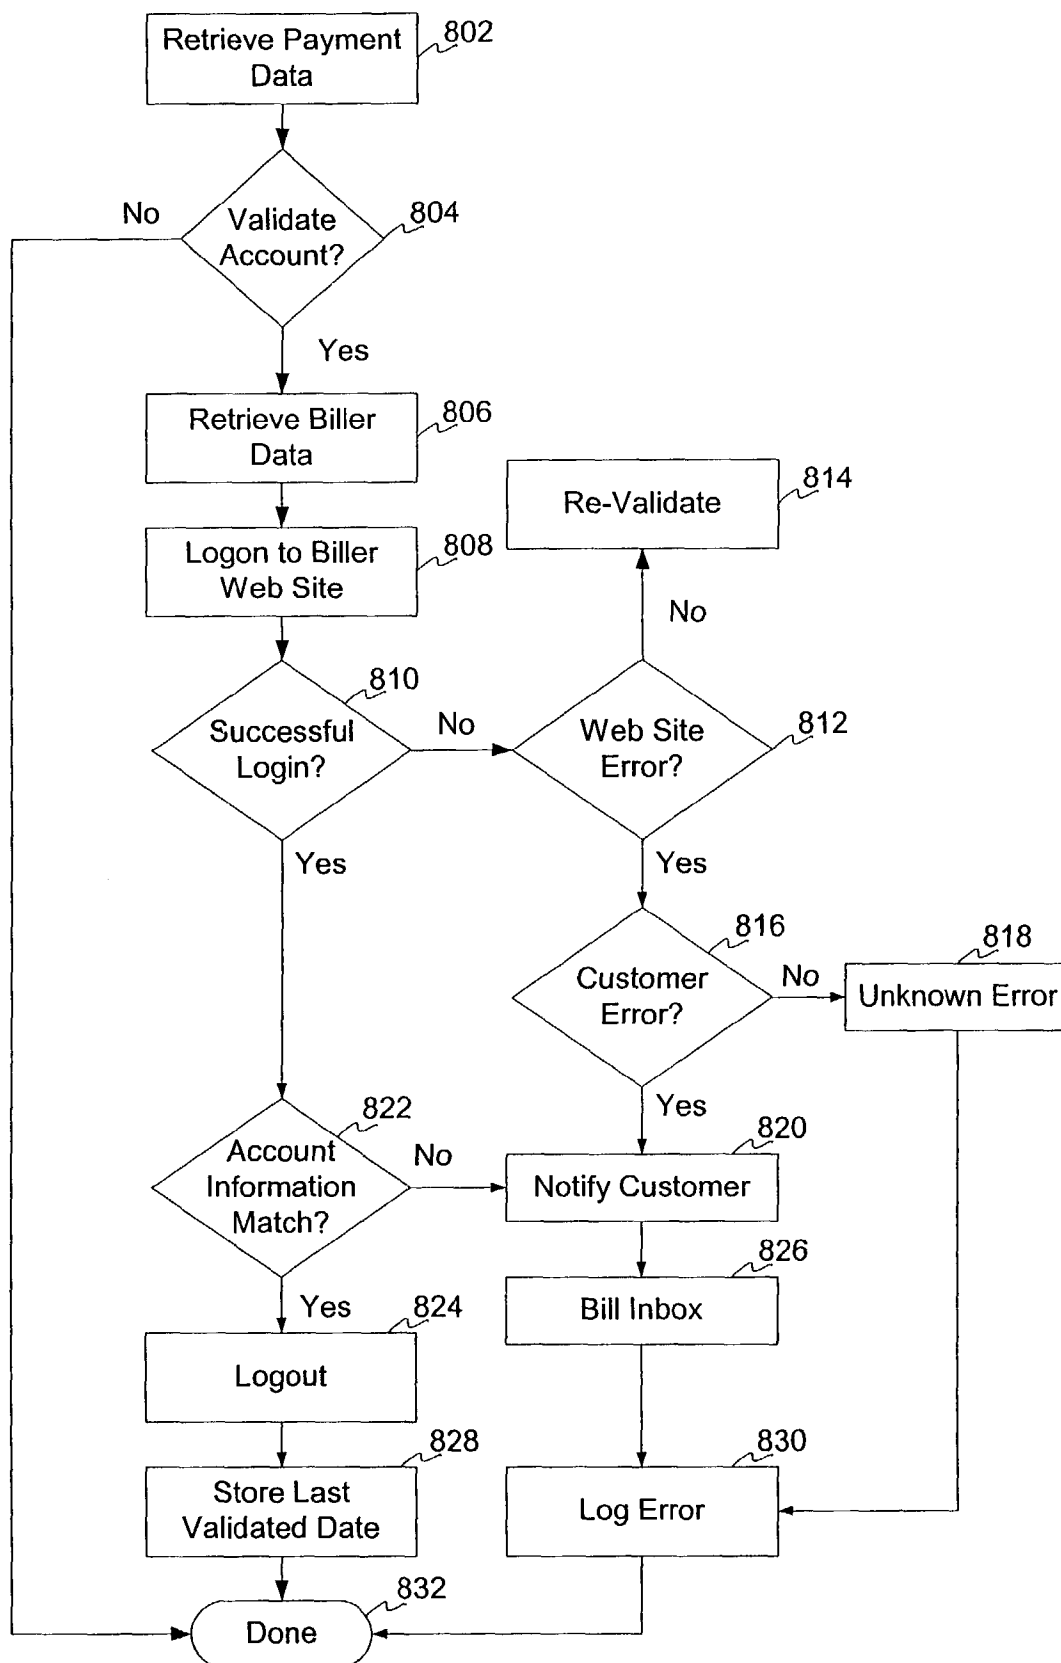 Retrieve Payment
Data
802
No
Validate
Account?
804
Yes
Retrieve Biller
Data
806
Re-Validate
814
Logon to Biller
Web Site
808
No
Successful
Login?
810
No
Web Site
Error?
812
Yes
Yes
Customer
Error?
816
No
Unknown Error
818
Yes
Account
Information
Match?
822
No
Notify Customer
820
Bill Inbox
826
Yes
Logout
824
Store Last
Validated Date
828
Log Error
830
Done
832